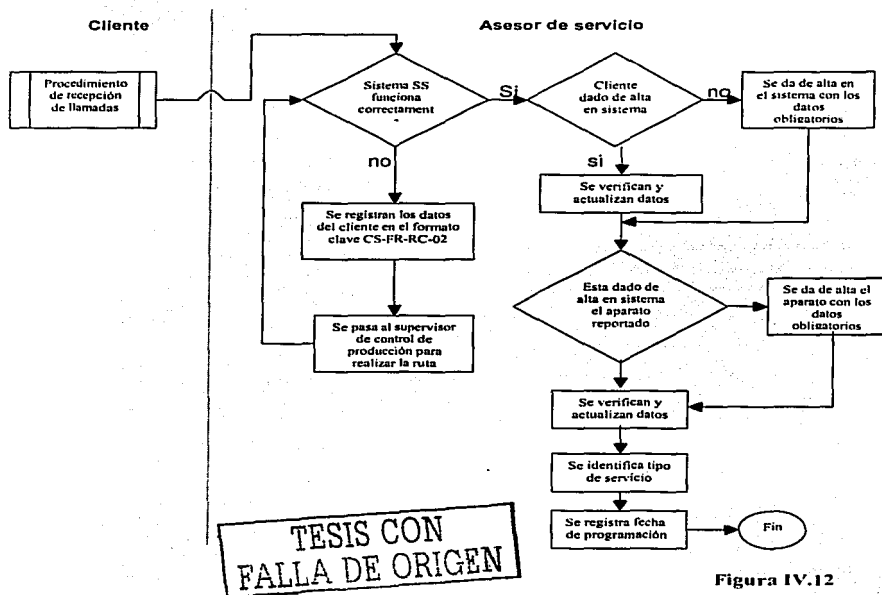 Cliente
Asesor de servicio
Procedimiento
de recepción
de llamadas
Sistema SS
funciona
correctament
Si
Cliente
dado de alta
en sistema
no
Se da de alta en
el sistema con los
datos
obligatorios
no
si
Se verifican y
actualizan datos
Se registran los datos
del cliente en el formato
clave CS-FR-RC-02
Se pasa al supervisor
de control de
producción para
realizar la ruta
Esta dado de
alta en sistema
el aparato
reportado
Se da de alta el
aparato con los
datos
obligatorios
Se verifican y
actualizan datos
Se identifica tipo
de servicio
Se registra fecha
de programación
Fin
TESIS CON
FALLA DE ORIGEN
Figura IV.12